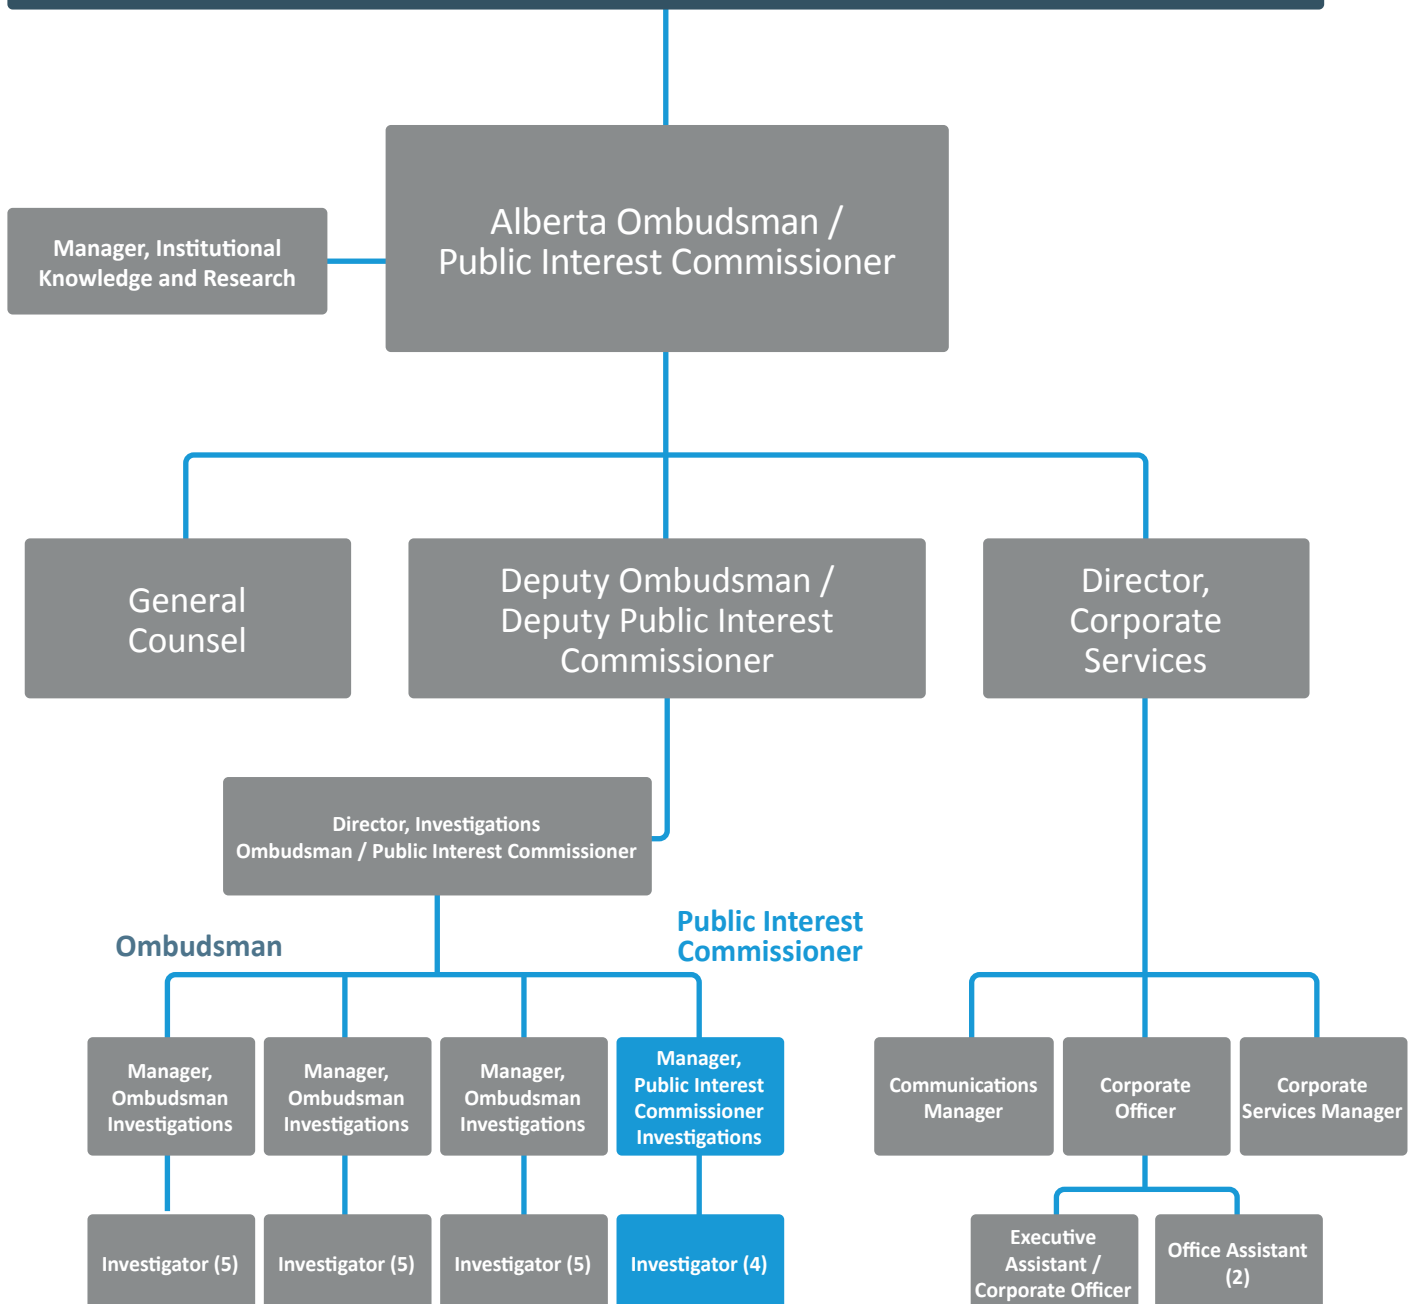 Alberta Ombudsman /
Public Interest Commissioner
Manager, Institutional
Knowledge and Research
General
Counsel
Deputy Ombudsman /
Deputy Public Interest
Commissioner
Director,
Corporate
Services
Director, Investigations
Ombudsman / Public Interest Commissioner
Ombudsman
Public Interest
Commissioner
Manager,
Ombudsman
Investigations
Manager,
Ombudsman
Investigations
Manager,
Ombudsman
Investigations
Manager,
Public Interest
Commissioner
Investigations
Communications
Manager
Corporate
Officer
Corporate
Services Manager
Investigator (5)
Investigator (5)
Investigator (5)
Investigator (4)
Executive
Assistant /
Corporate Officer
Office Assistant
(2)